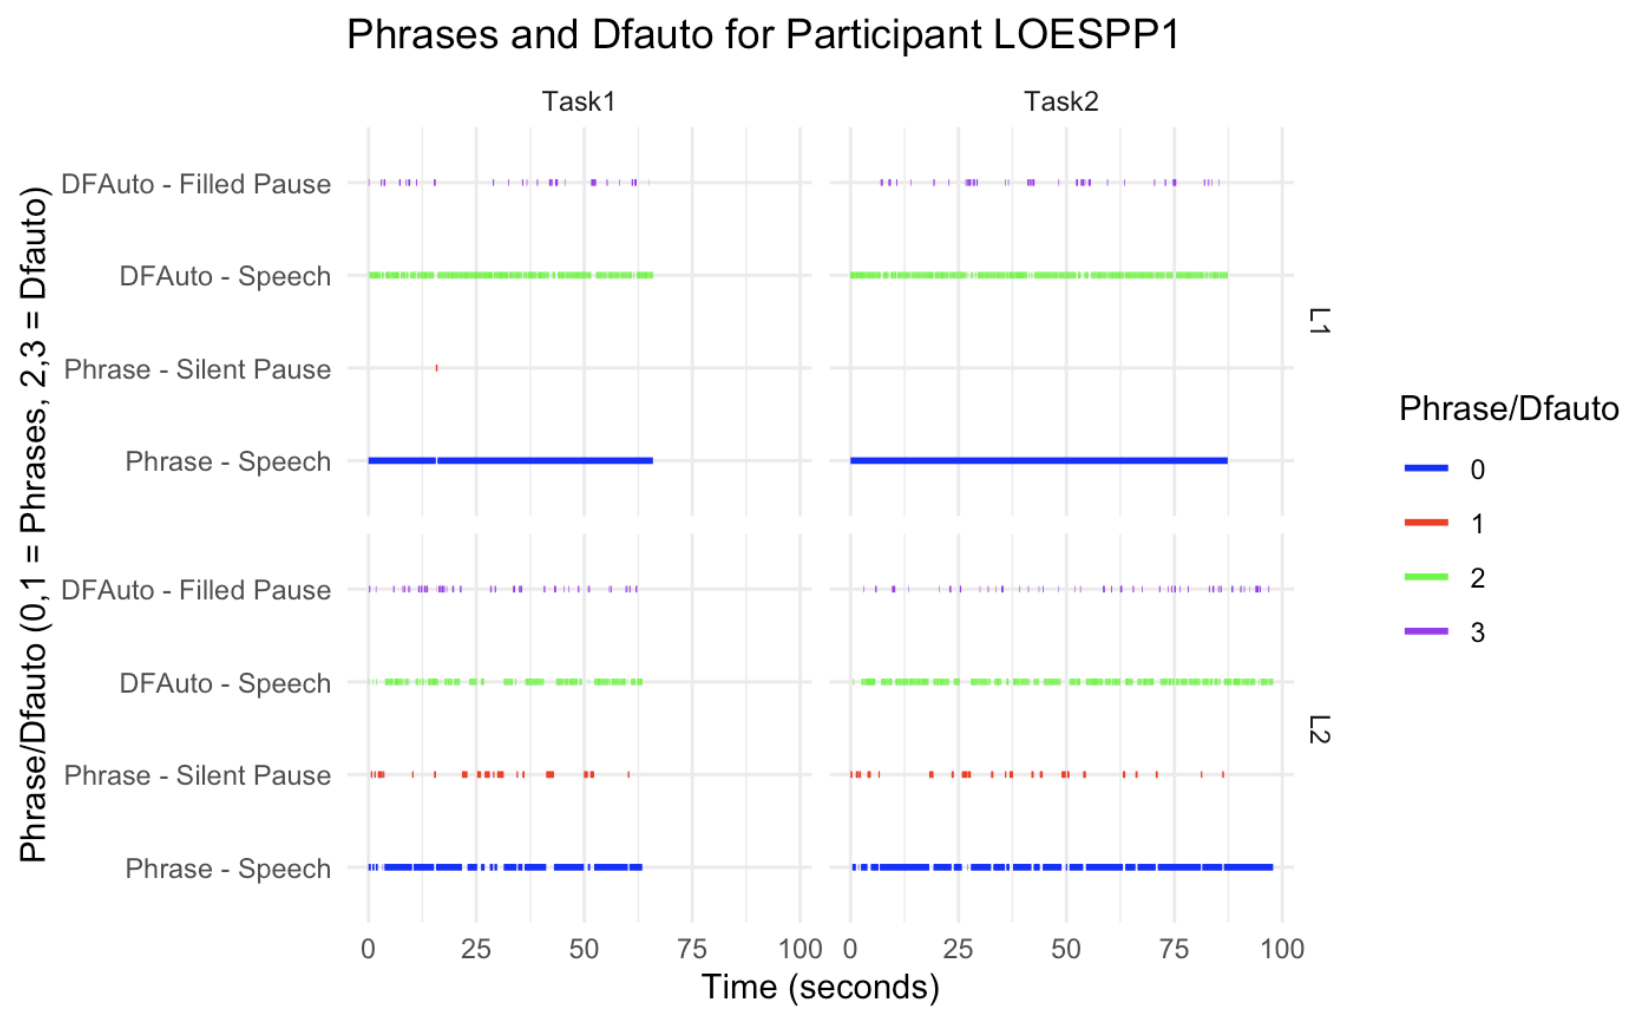 Phrases and Dfauto for Participant LOESPP1
Task1
Task2
Phrase/Dfauto (0,1 = Phrases, 2,3 = Dfauto)
DFAuto - Filled Pause
DFAuto - Speech
Phrase - Silent Pause
Phrase - Speech
L1
DFAuto - Filled Pause
DFAuto - Speech
Phrase - Silent Pause
Phrase - Speech
L2
0 25 50 75 100
0 25 50 75 100
Time (seconds)
Phrase/Dfauto
0
1
2
3